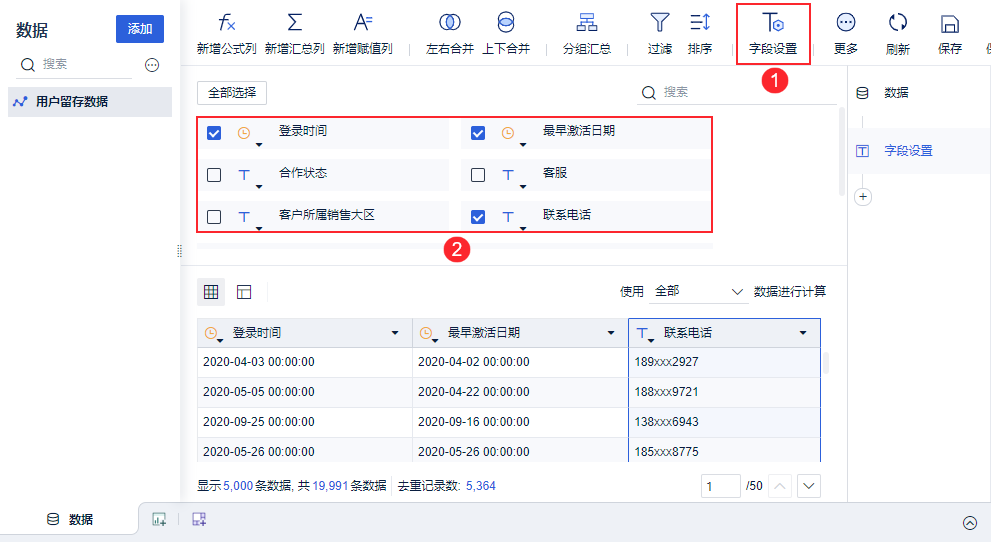 数据
添加
搜索
用户留存数据
新增公式列 新增汇总列 新增赋值列 左右合并 上下合并 分组汇总 过滤 排序 字段设置 更多 刷新 保存
1
全部选择
搜索
登录时间 最早激活日期
合作状态 客服
客户所属销售大区 联系电话
2
数据
字段设置
使用 全部 数据进行计算
登录时间 最早激活日期 联系电话
2020-04-03 00:00:00 2020-04-02 00:00:00 189xxx2927
2020-05-05 00:00:00 2020-04-22 00:00:00 188xxx9721
2020-09-25 00:00:00 2020-09-16 00:00:00 138xxx6943
2020-05-26 00:00:00 2020-05-26 00:00:00 185xxx8775
显示 5,000 条数据, 共 19,991 条数据 去重记录数: 5,364
1 /50
数据